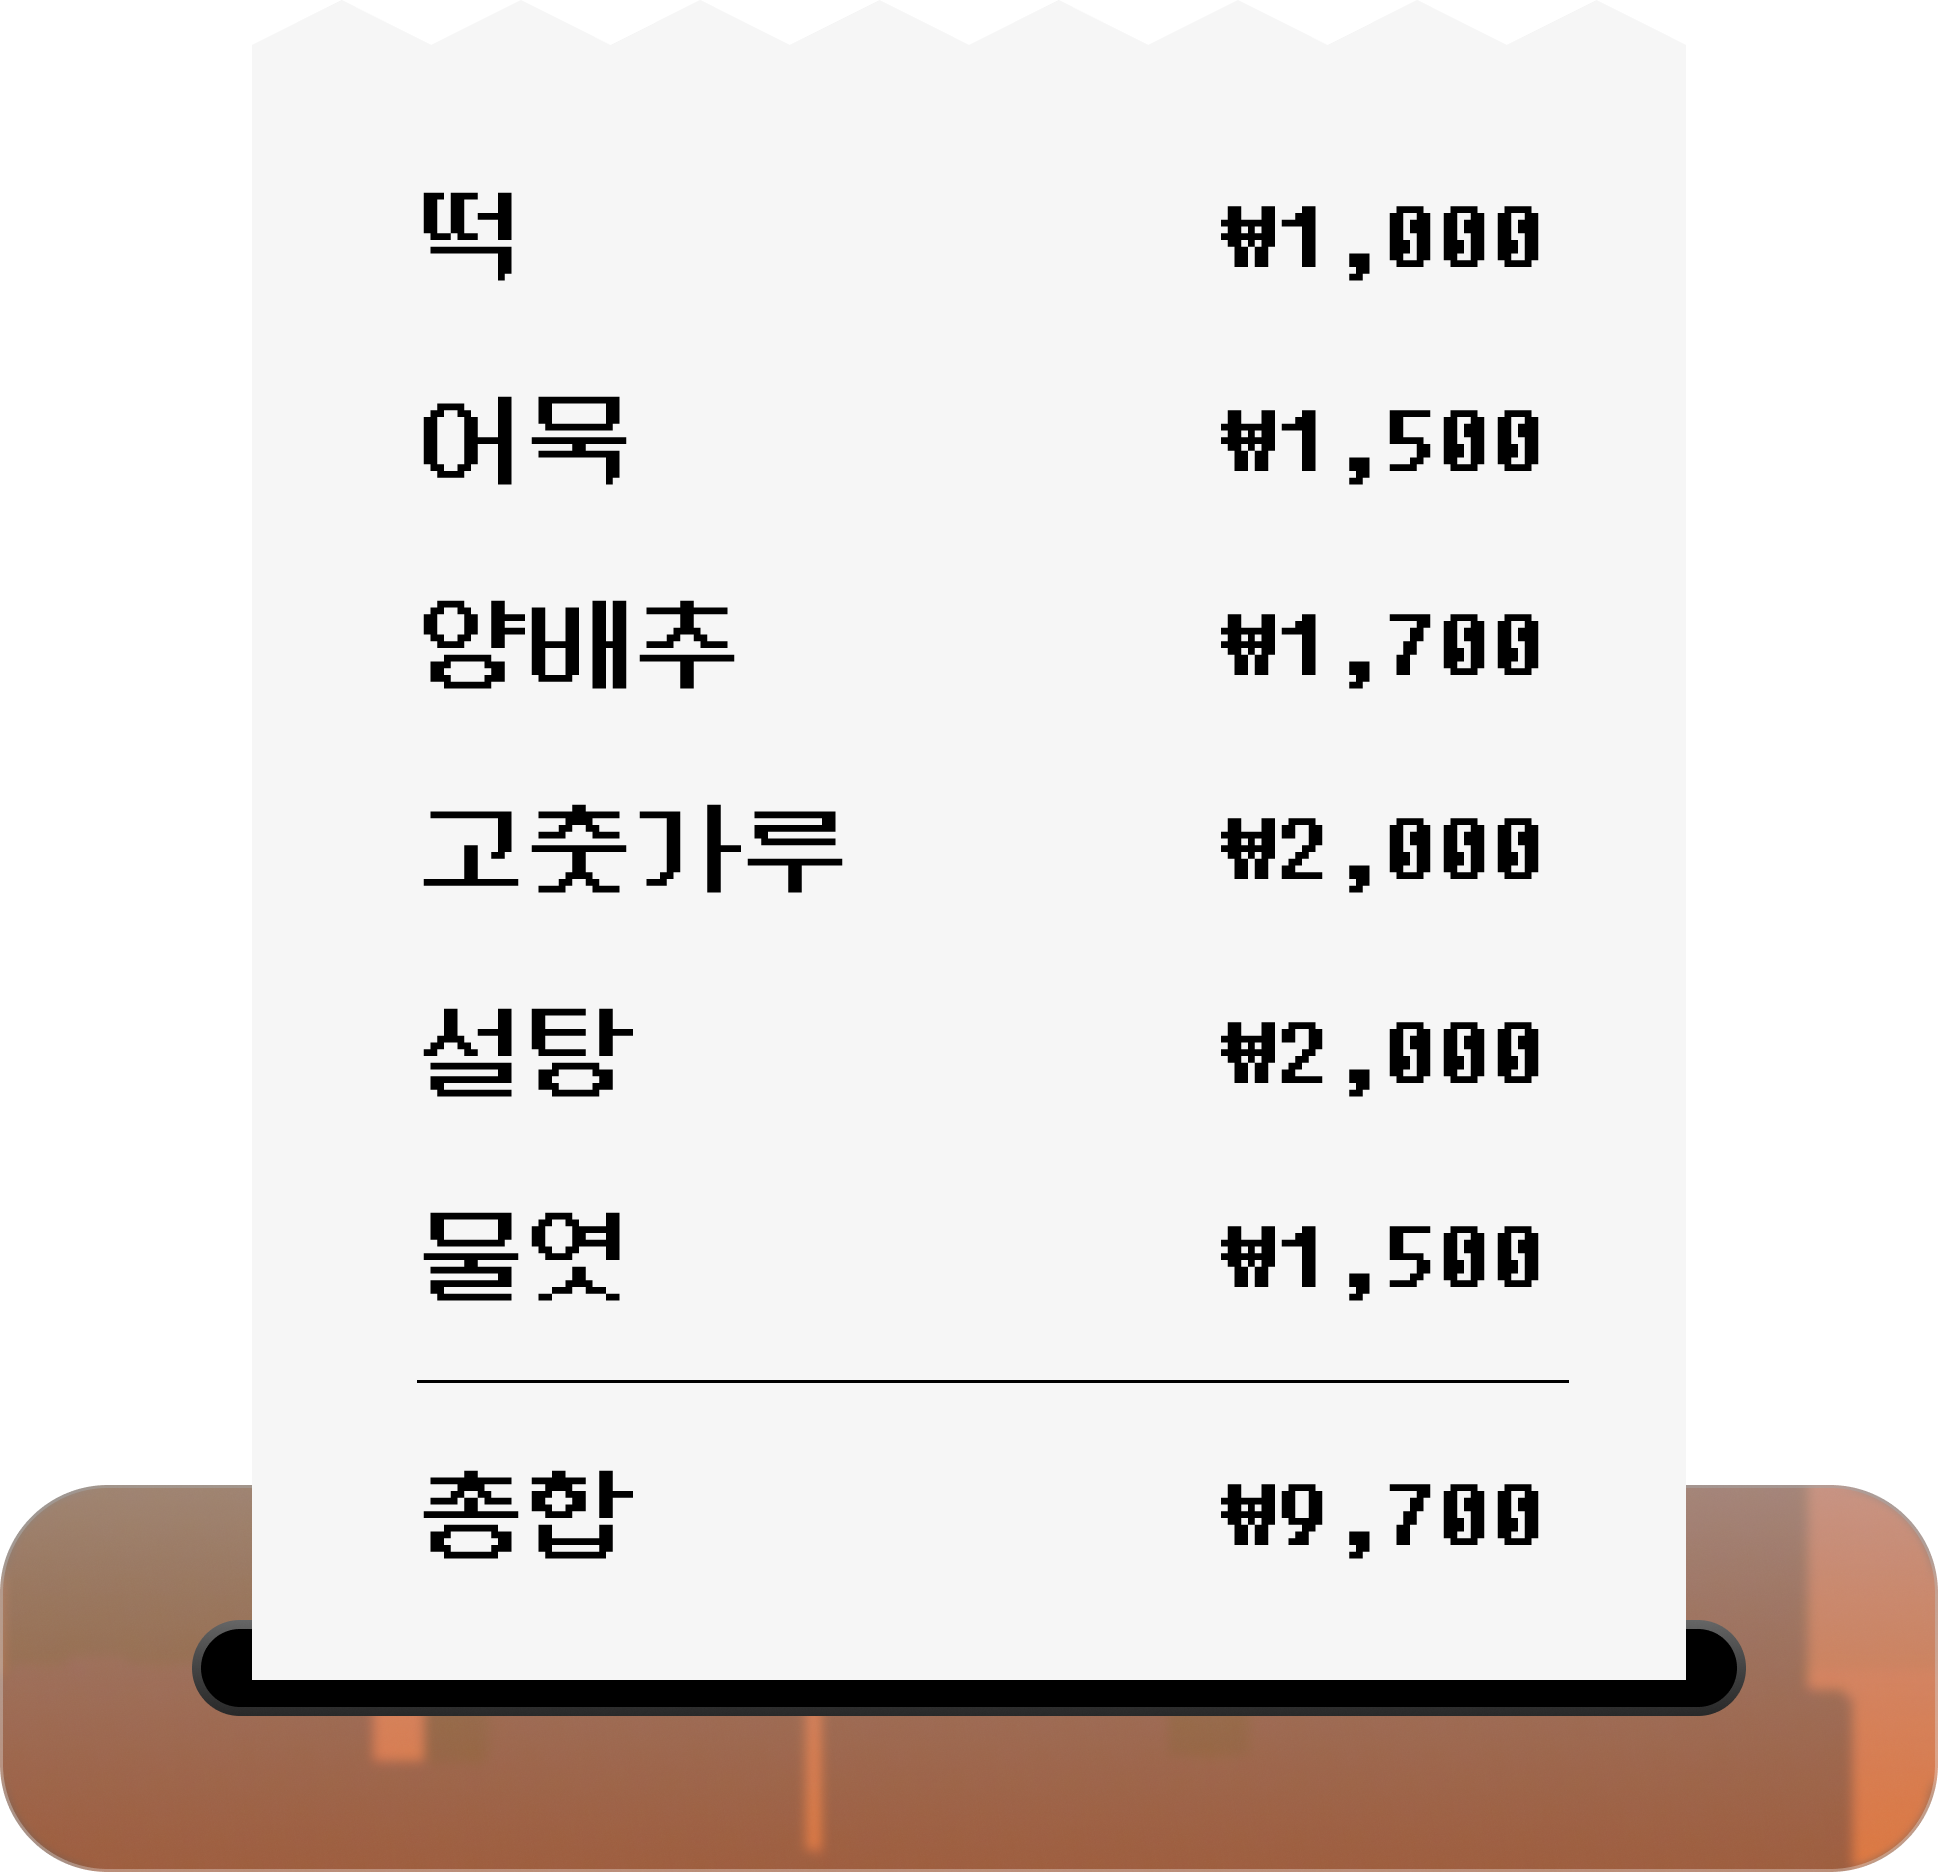 떡 ₩1,000
어묵 ₩1,500
양배추 ₩1,700
고춧가루 ₩2,000
설탕 ₩2,000
물엿 ₩1,500
총합 ₩9,700